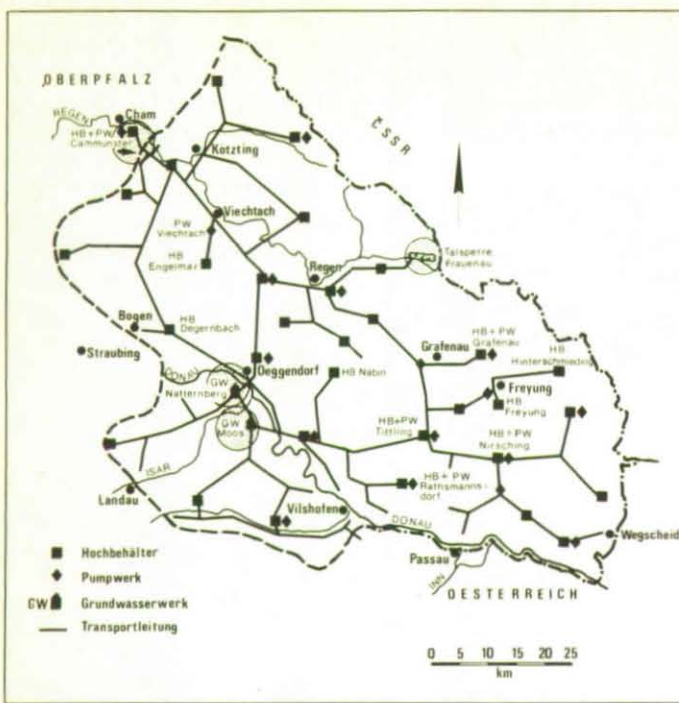 OBERPFALZ
REGEN
Cham
HB+PW
Cammünster
Kötzting
ČSSR
Viechtach
PW
Viechtach
HB
Engelmar
Regen
Talsperre
Frauenau
Bogen
HB
Degernbach
Straubing
Grafenau
HB+PW
Grafenau
HB
Hinterschmiding
DONAU
GW
Natternberg
Deggendorf
HB Nabin
Freyung
HB
Freyung
GW
Moos
HB+PW
Tittling
HB+PW
Nirsching
ISAR
HB+PW
Rathsmanns-
dorf
Landau
Vilshofen
DONAU
Wegscheid
Passau
INN
OESTERREICH
Hochbehälter
Pumpwerk
GW Grundwasserwerk
Transportleitung
0 5 10 15 20 25
km